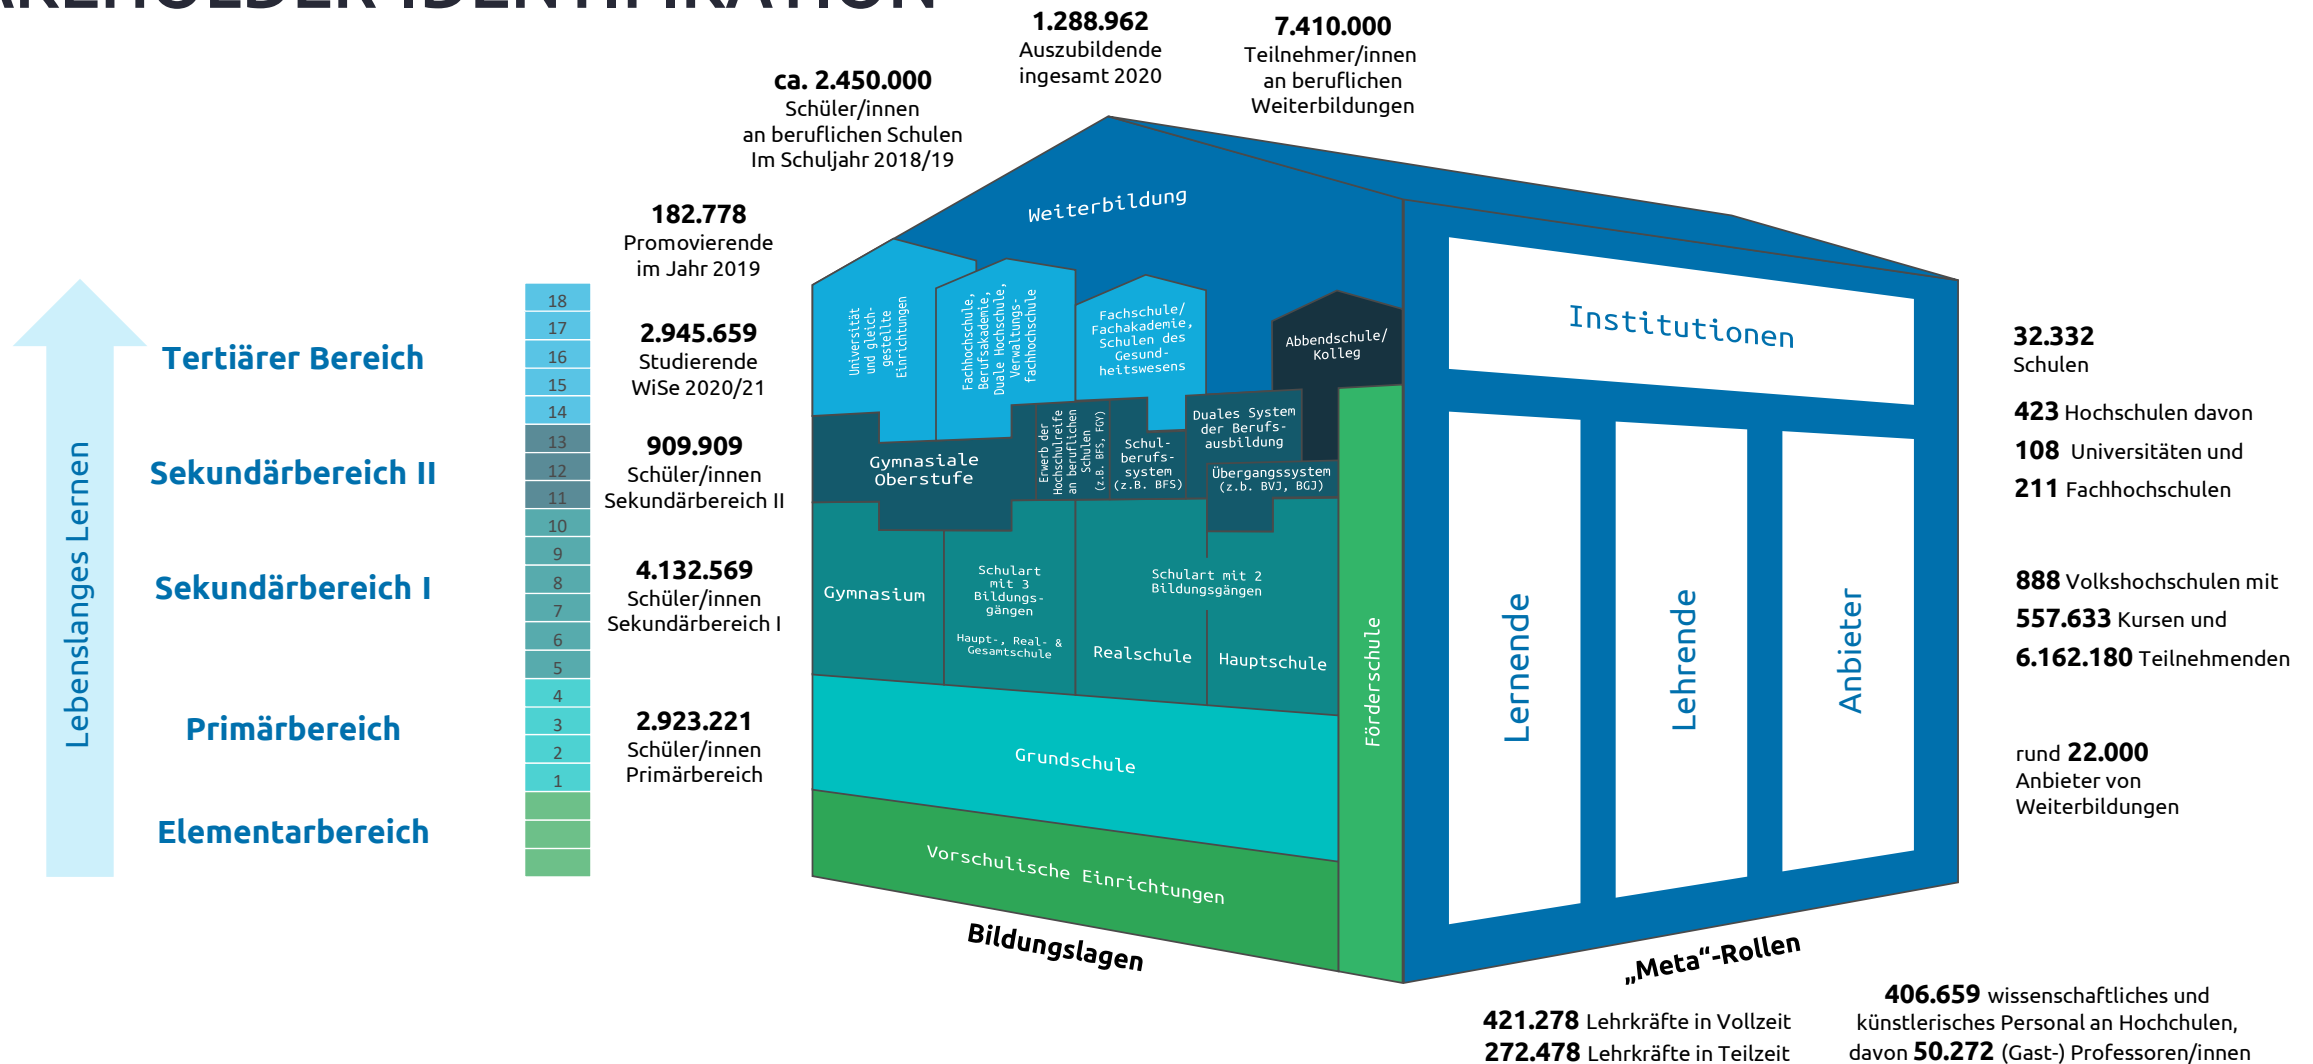 AKEHOLDER-IDENTIFIKATION
1.288.962
Auszubildende
ingesamt 2020
7.410.000
Teilnehmer/innen
an beruflichen
Weiterbildungen
ca. 2.450.000
Schüler/innen
an beruflichen Schulen
Im Schuljahr 2018/19
182.778
Promovierende
im Jahr 2019
2.945.659
Studierende
WiSe 2020/21
909.909
Schüler/innen
Sekundärbereich II
4.132.569
Schüler/innen
Sekundärbereich I
2.923.221
Schüler/innen
Primärbereich
Lebenslanges Lernen
Tertiärer Bereich
Sekundärbereich II
Sekundärbereich I
Primärbereich
Elementarbereich
18
17
16
15
14
13
12
11
10
9
8
7
6
5
4
3
2
1
Weiterbildung
Universität
und gleich-
gestellte
Einrichtungen
Fachhochschule,
Berufsakademie,
Duale Hochschule,
Verwaltungs-
fachhochschule
Fachschule/
Fachakademie,
Schulen des
Gesund-
heitswesens
Abbendschule/
Kolleg
Gymnasiale
Oberstufe
Erwerb der
Hochschulreife
an beruflichen
Schulen
(z.B. BFS, FGY)
Schul-
berufs-
system
(z.B. BFS)
Duales System
der Berufs-
ausbildung
Übergangssystem
(z.b. BVJ, BGJ)
Gymnasium
Schulart
mit 3
Bildungs-
gängen
Haupt-, Real- &
Gesamtschule
Schulart mit 2
Bildungsgängen
Realschule
Hauptschule
Förderschule
Grundschule
Vorschulische Einrichtungen
Bildungslagen
Institutionen
Lernende
Lehrende
Anbieter
„Meta“-Rollen
32.332
Schulen
423 Hochschulen davon
108 Universitäten und
211 Fachhochschulen
888 Volkshochschulen mit
557.633 Kursen und
6.162.180 Teilnehmenden
rund 22.000
Anbieter von
Weiterbildungen
421.278 Lehrkräfte in Vollzeit
272.478 Lehrkräfte in Teilzeit
406.659 wissenschaftliches und
künstlerisches Personal an Hochchulen,
davon 50.272 (Gast-) Professoren/innen